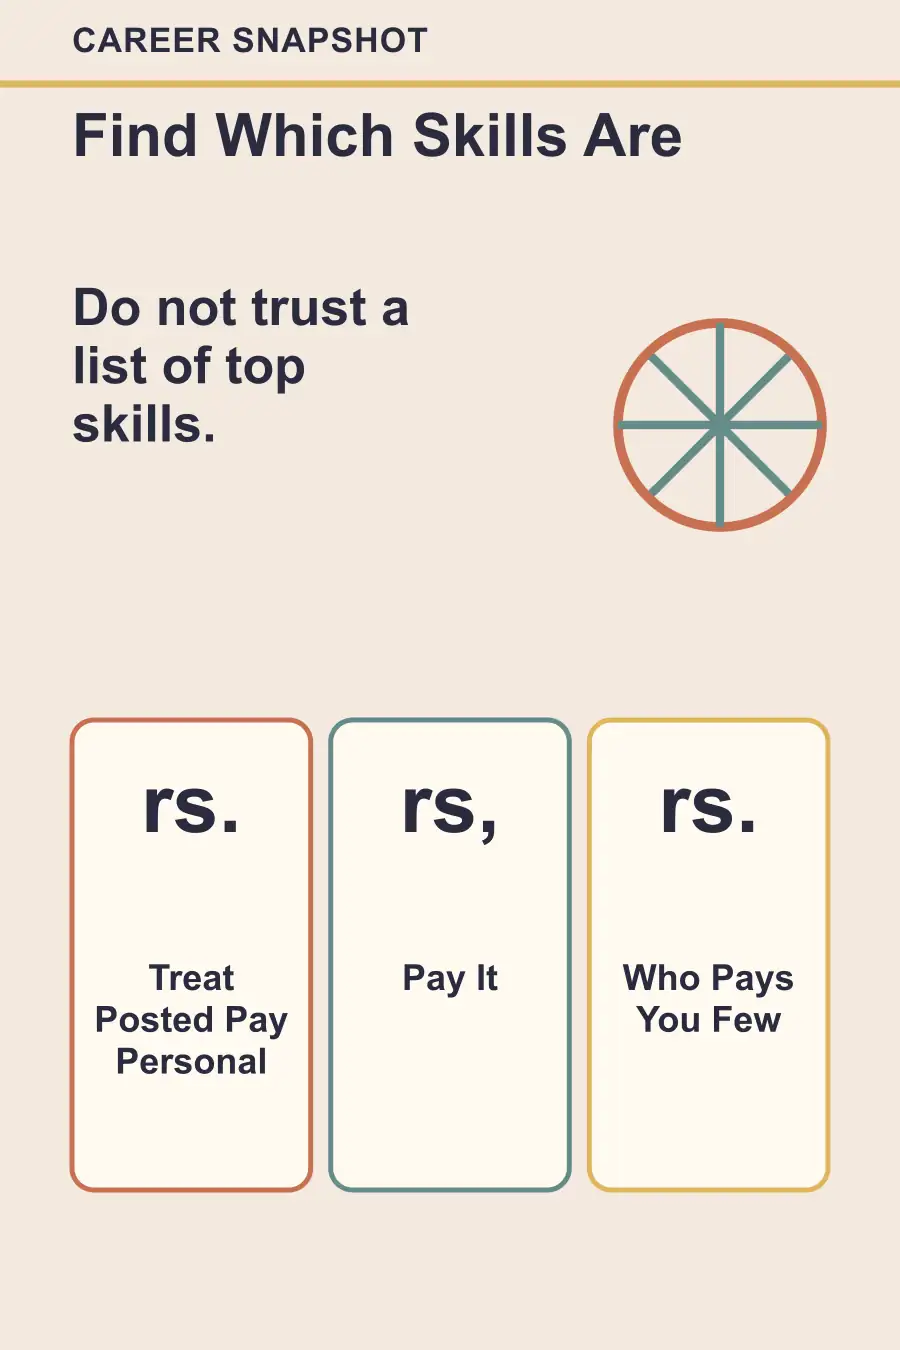 CAREER SNAPSHOT
Find Which Skills Are
Do not trust a
list of top
skills.
rs.
Treat
Posted Pay
Personal
rs,
Pay It
rs.
Who Pays
You Few